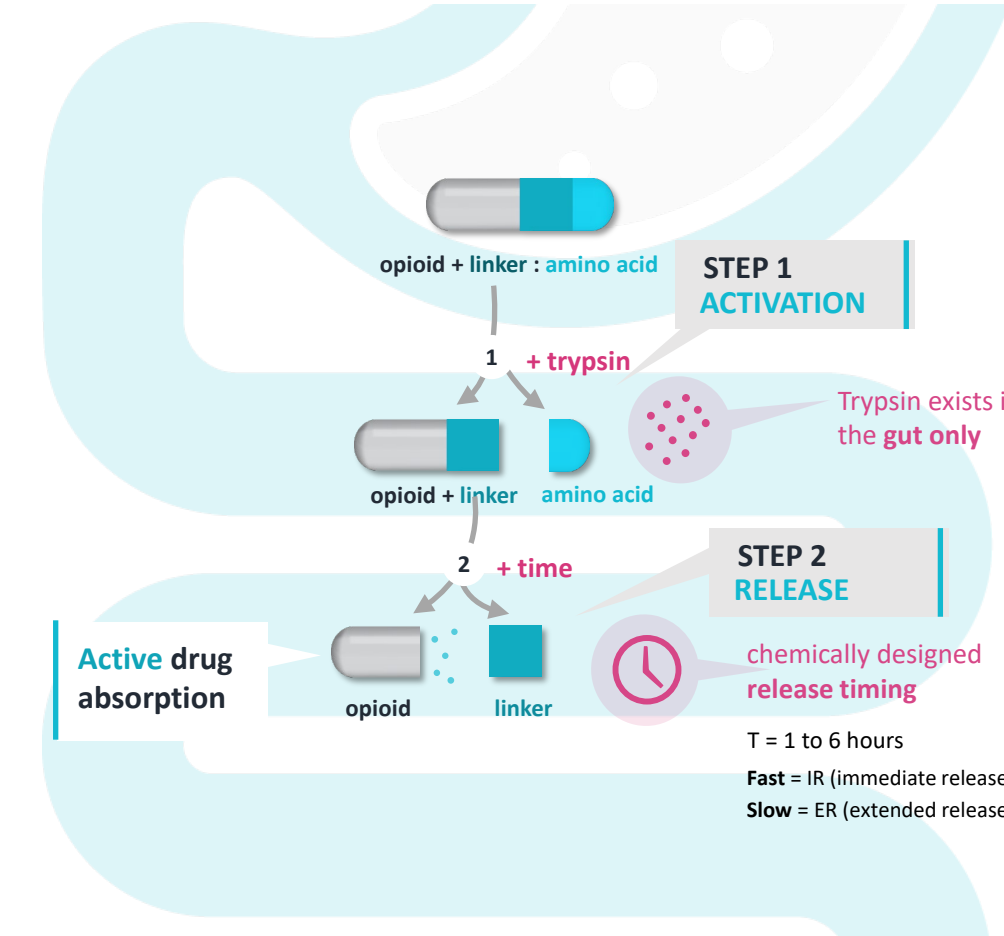 opioid + linker : amino acid
STEP 1
ACTIVATION
1
+ trypsin
Trypsin exists i
the gut only
opioid + linker
amino acid
2
+ time
STEP 2
RELEASE
Active drug
absorption
opioid
linker
chemically designed
release timing
T = 1 to 6 hours
Fast = IR (immediate release
Slow = ER (extended release